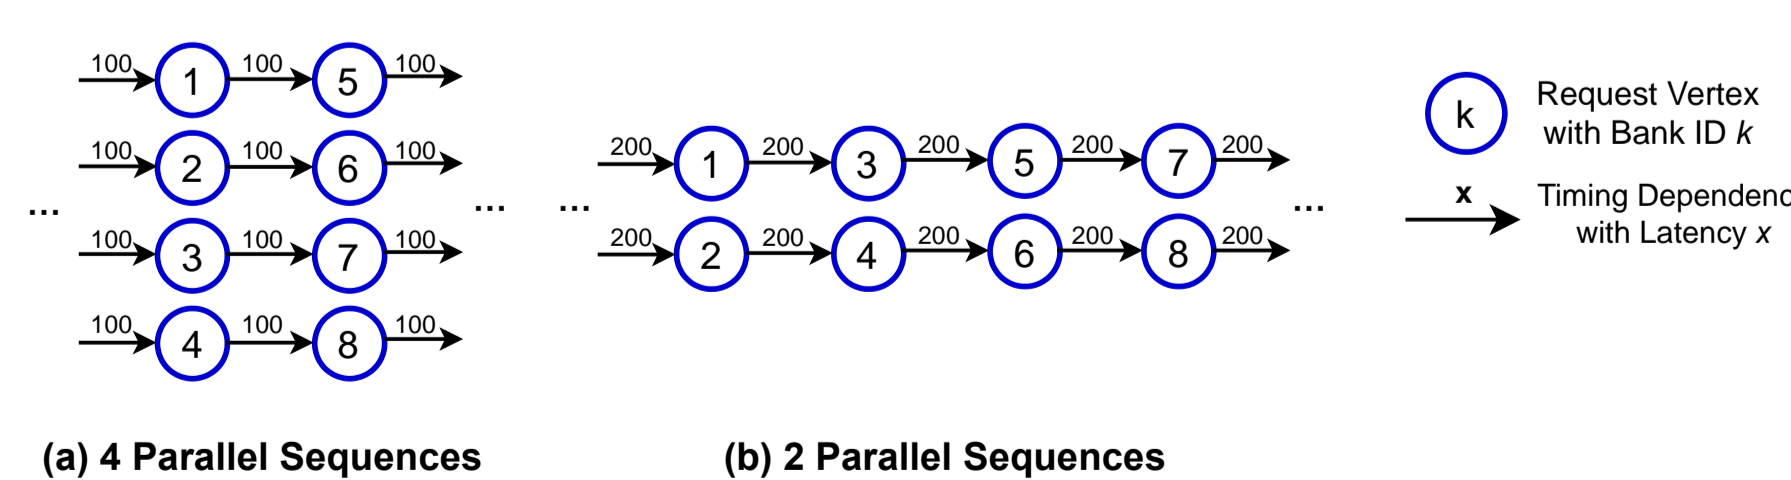 100 1 100 5 100
100 2 100 6 100
100 3 100 7 100
100 4 100 8 100
...
...
(a) 4 Parallel Sequences
...
200 1 200 3 200 5 200 7 200
200 2 200 4 200 6 200 8 200
...
(b) 2 Parallel Sequences
k
Request Vertex
with Bank ID k
x
Timing Dependenc
with Latency x